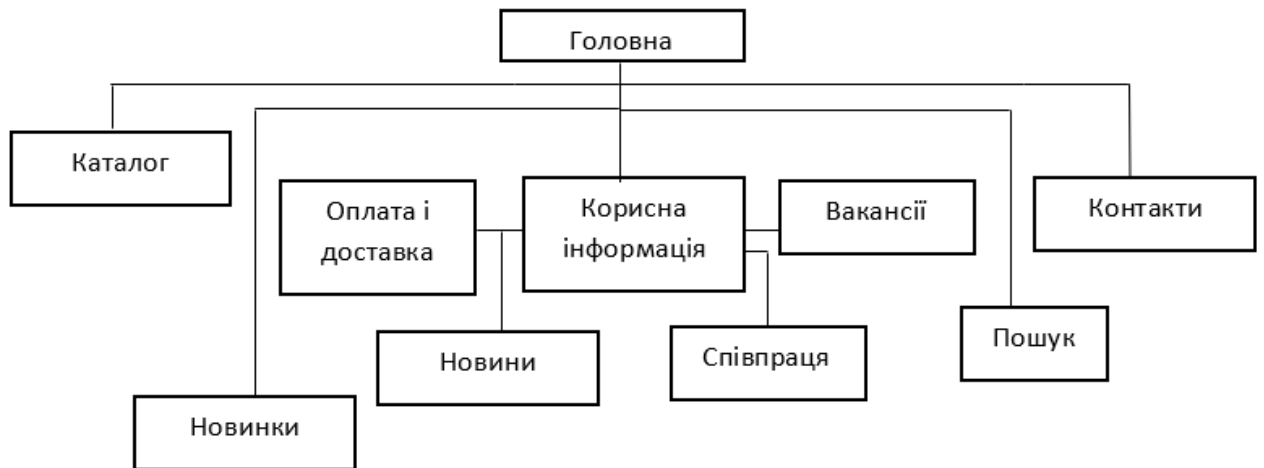 Головна
Каталог
Оплата і
доставка
Корисна
інформація
Вакансії
Контакти
Новини
Співпраця
Пошук
Новинки